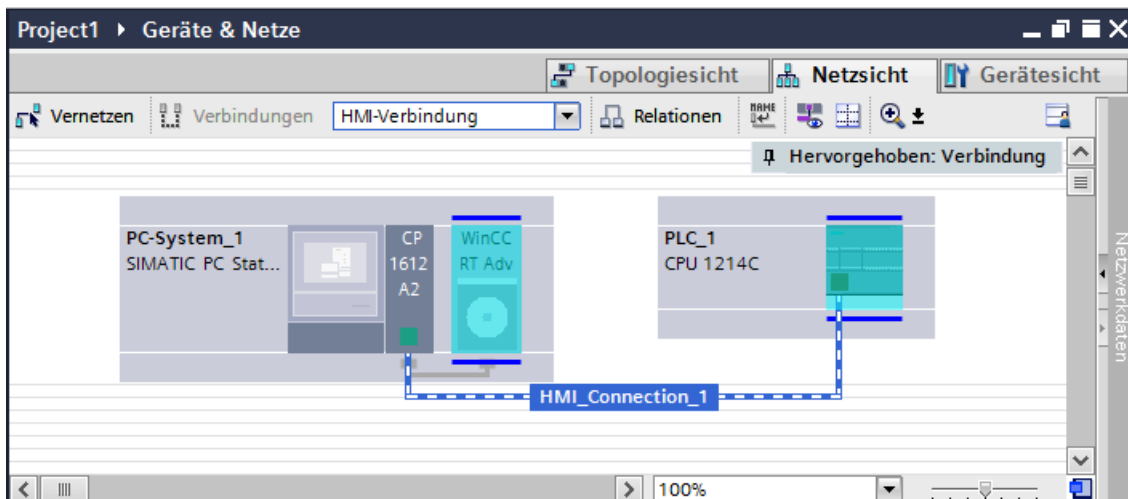 Project1 ▸ Geräte & Netze
Topologiesicht Netzsicht Gerätesicht
Vernetzen Verbindungen HMI-Verbindung Relationen NAME
Hervorgehoben: Verbindung
PC-System_1
SIMATIC PC Stat...
CP
1612
A2
WinCC
RT Adv
PLC_1
CPU 1214C
HMI_Connection_1
Netzwerkdaten
100%